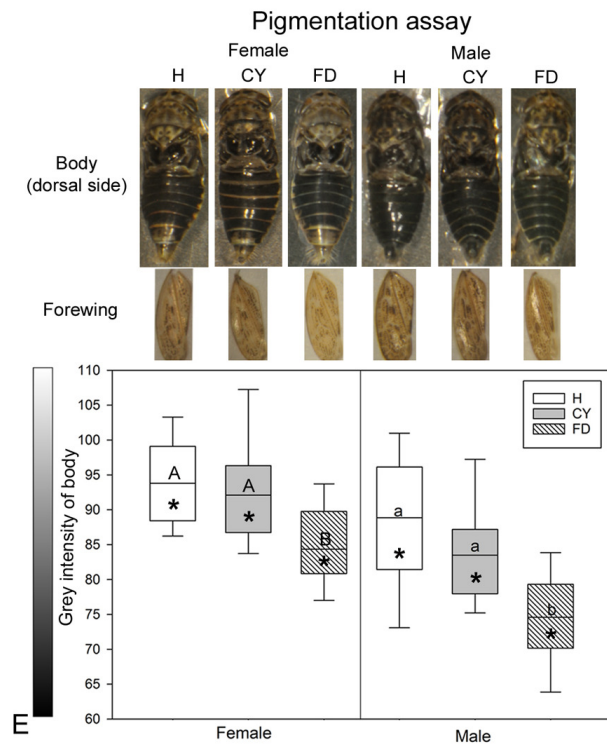 Pigmentation assay
Female
Male
H CY FD H CY FD
Body
(dorsal side)
Forewing
110
105
100
95
90
85
80
75
70
65
60
Grey intensity of body
H
CY
FD
A
*
A
*
B
*
a
*
a
*
b
*
E
Female
Male